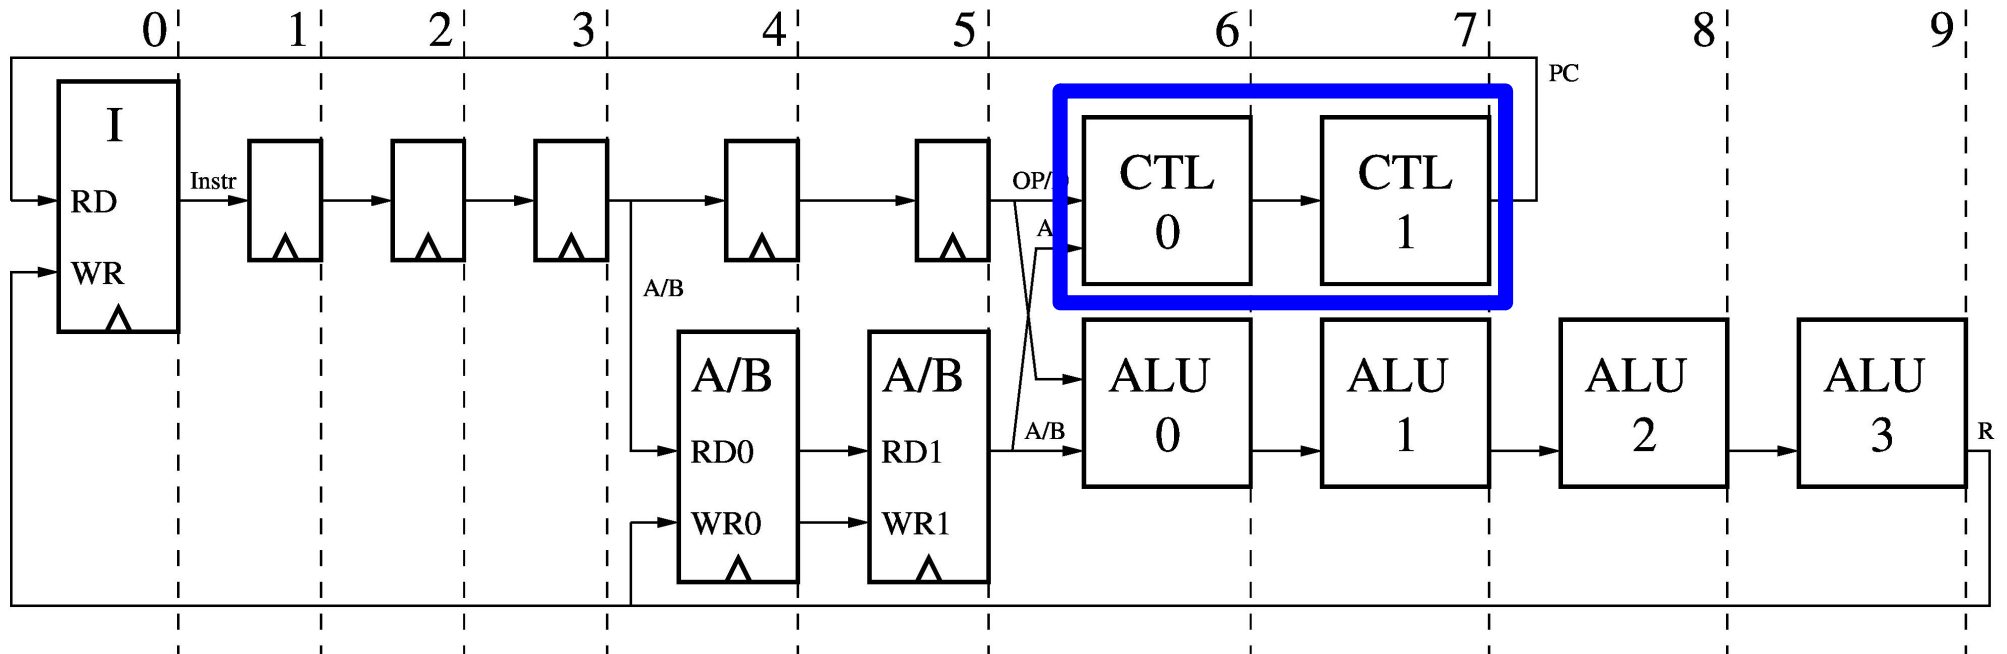 0 1 2 3 4 5 6 7 8 9
PC
I
RD
WR
Instr
OP/
A
CTL
0
CTL
1
A/B
A/B
RD0
WR0
A/B
RD1
WR1
A/B
ALU
0
ALU
1
ALU
2
ALU
3
R